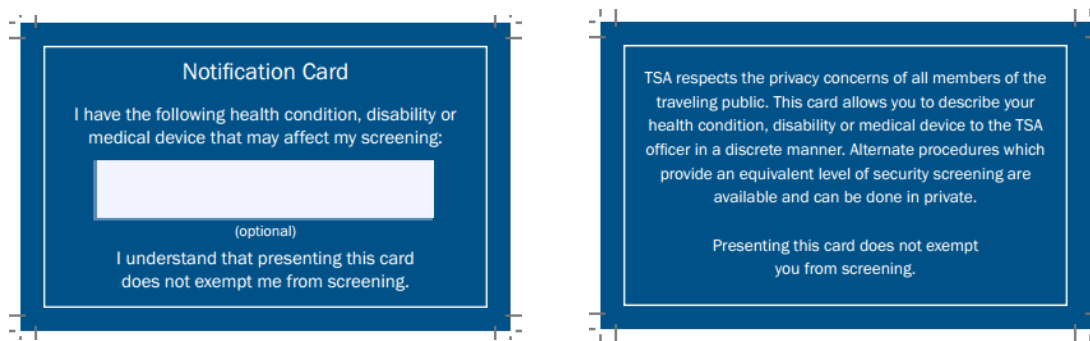 Notification Card
I have the following health condition, disability or
medical device that may affect my screening:
(optional)
I understand that presenting this card
does not exempt me from screening.
TSA respects the privacy concerns of all members of the
traveling public. This card allows you to describe your
health condition, disability or medical device to the TSA
officer in a discrete manner. Alternate procedures which
provide an equivalent level of security screening are
available and can be done in private.
Presenting this card does not exempt
you from screening.